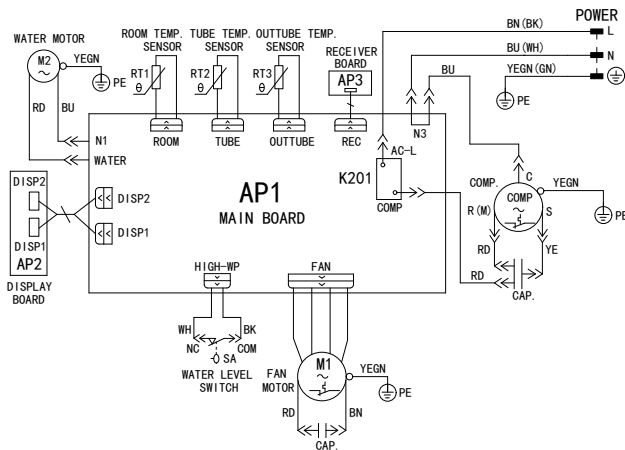 POWER
ROOM TEMP. TUBE TEMP. OUTTUBE TEMP.
SENSOR SENSOR SENSOR
BN(BK) L
WATER MOTOR
M2
YEGN
PE
RD BU
RT1 RT2 RT3
θ θ θ
RECEIVER
BOARD
AP3
BU(WH) N
BU YEGN(GN)
PE
ROOM TUBE OUTTUBE REC
N1
WATER
N3
AC-L
K201
COMP
AP1
MAIN BOARD
DISP2
DISP1
AP2
DISPLAY
BOARD
DISP2
DISP1
COMP. C
COMP
YEGN
PE
R(M) S
RD YE
RD
CAP.
HIGH-WP FAN
WH BK
NC COM
SA
WATER LEVEL
SWITCH
FAN
MOTOR
M1
YEGN
PE
RD BN
CAP.